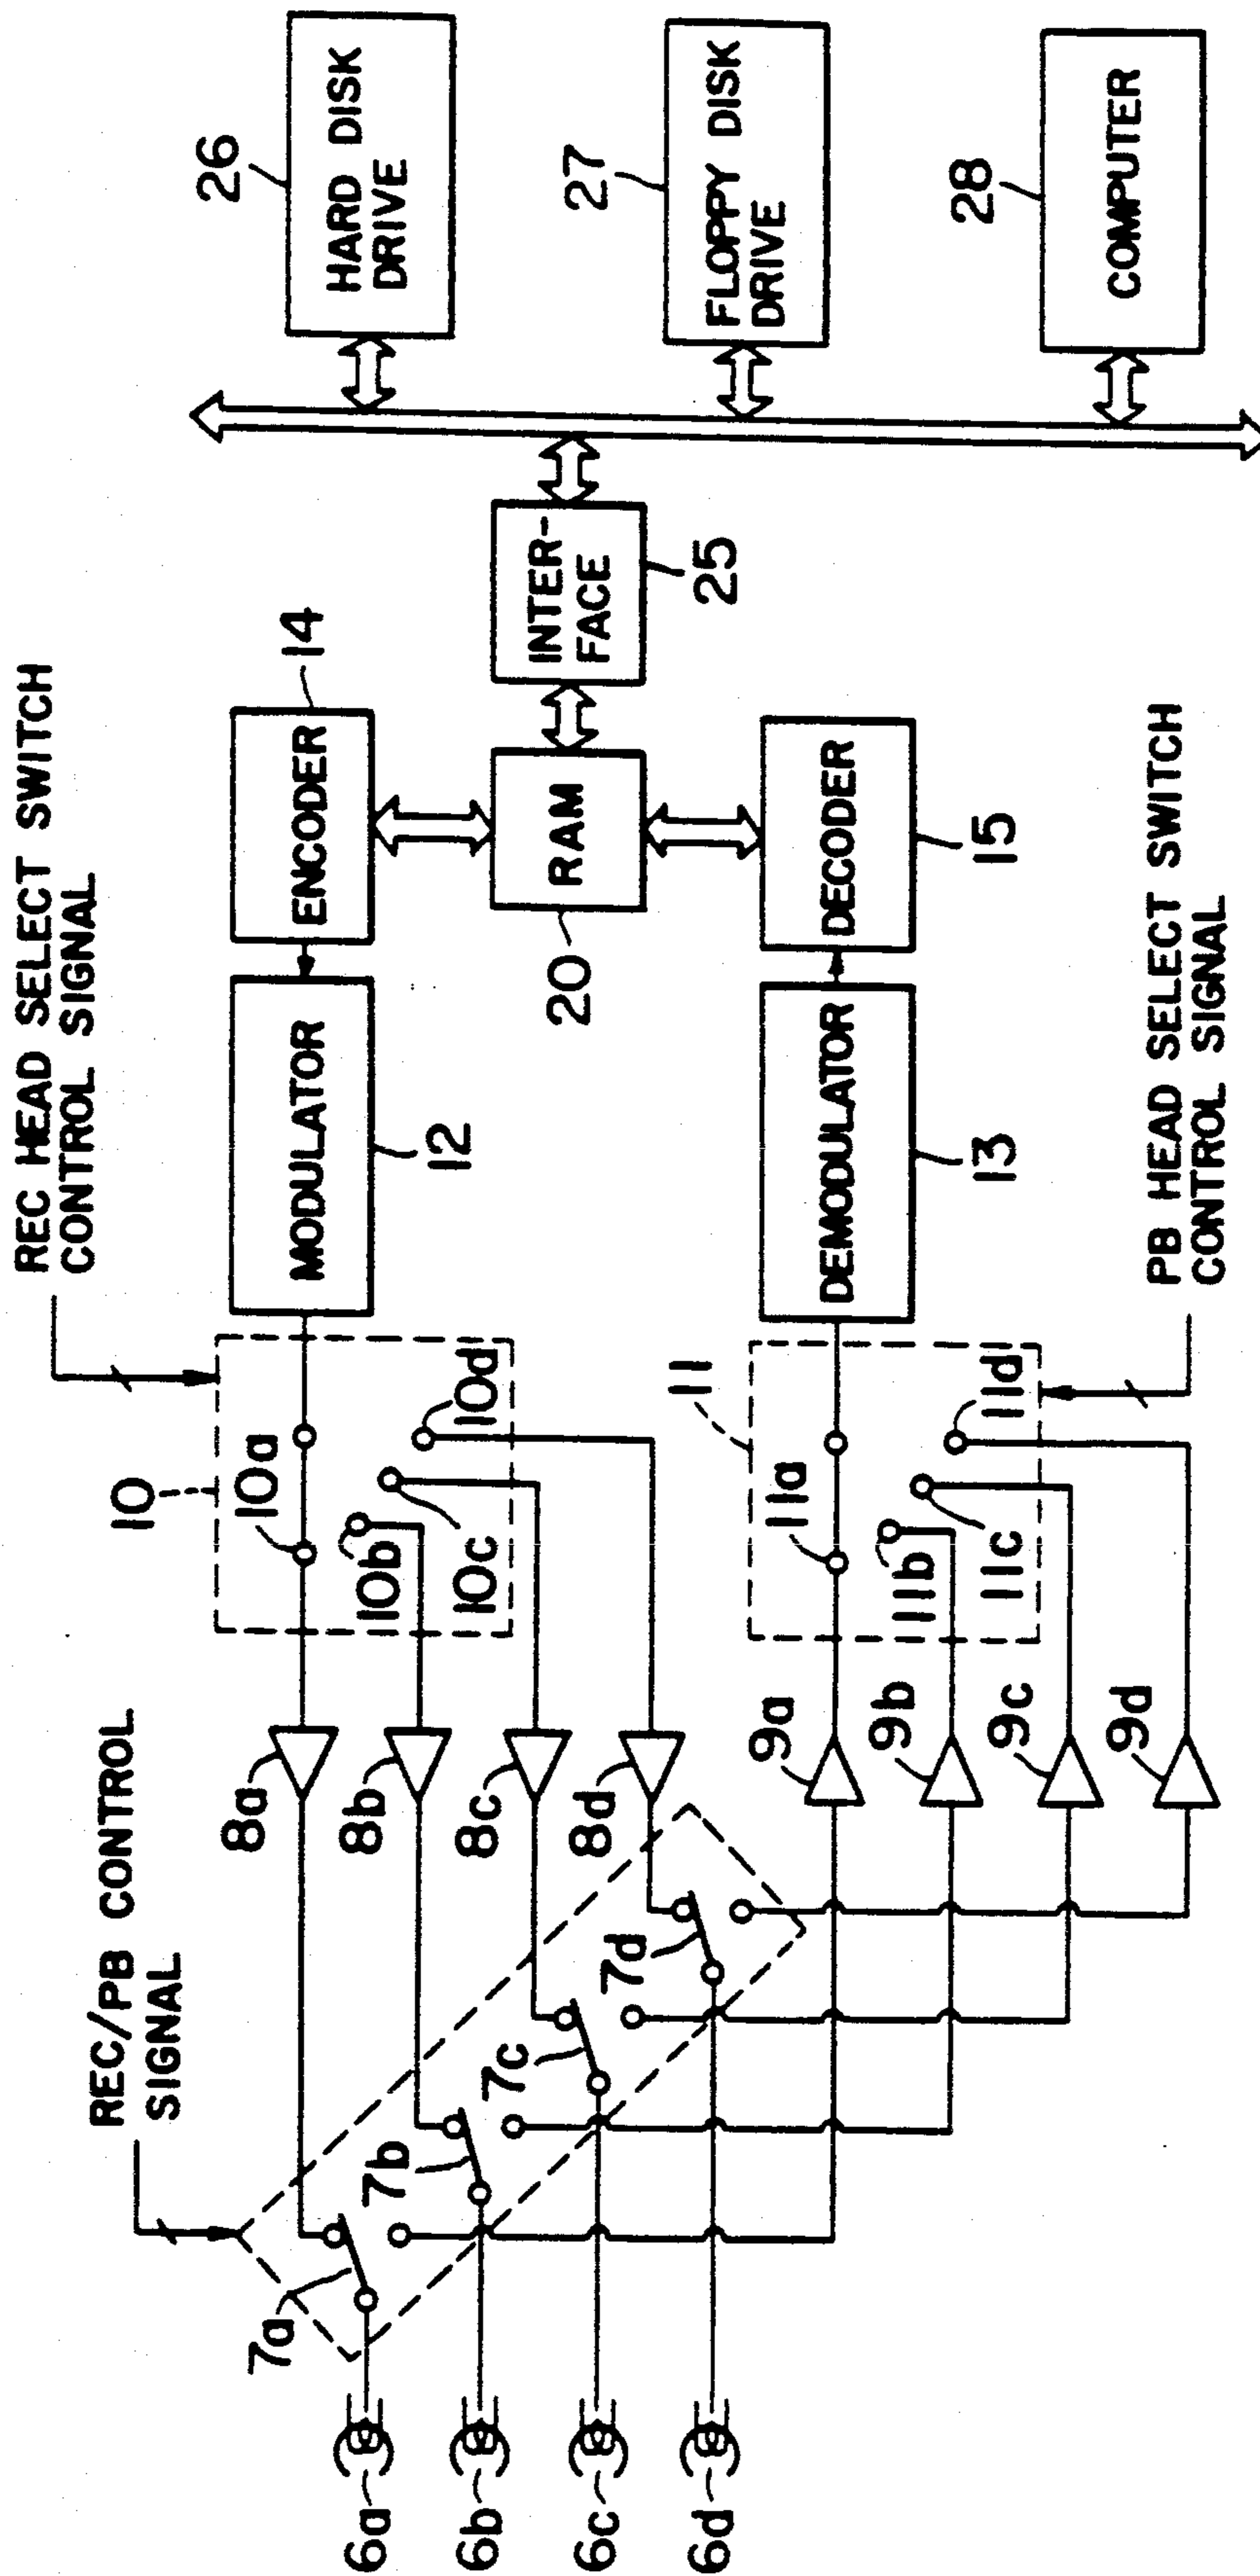 REC HEAD SELECT SWITCH
CONTROL SIGNAL
REC/PB CONTROL
SIGNAL
10
10a
10b
10c
10d
MODULATOR
12
ENCODER
14
26
HARD DISK
DRIVE
8a
8b
8c
8d
7a
7b
7c
7d
6a
6b
6c
6d
RAM
20
INTER-
FACE
25
27
FLOPPY DISK
DRIVE
11
11a
11b
11c
11d
9a
9b
9c
9d
DEMODULATOR
13
DECODER
15
28
COMPUTER
PB HEAD SELECT SWITCH
CONTROL SIGNAL